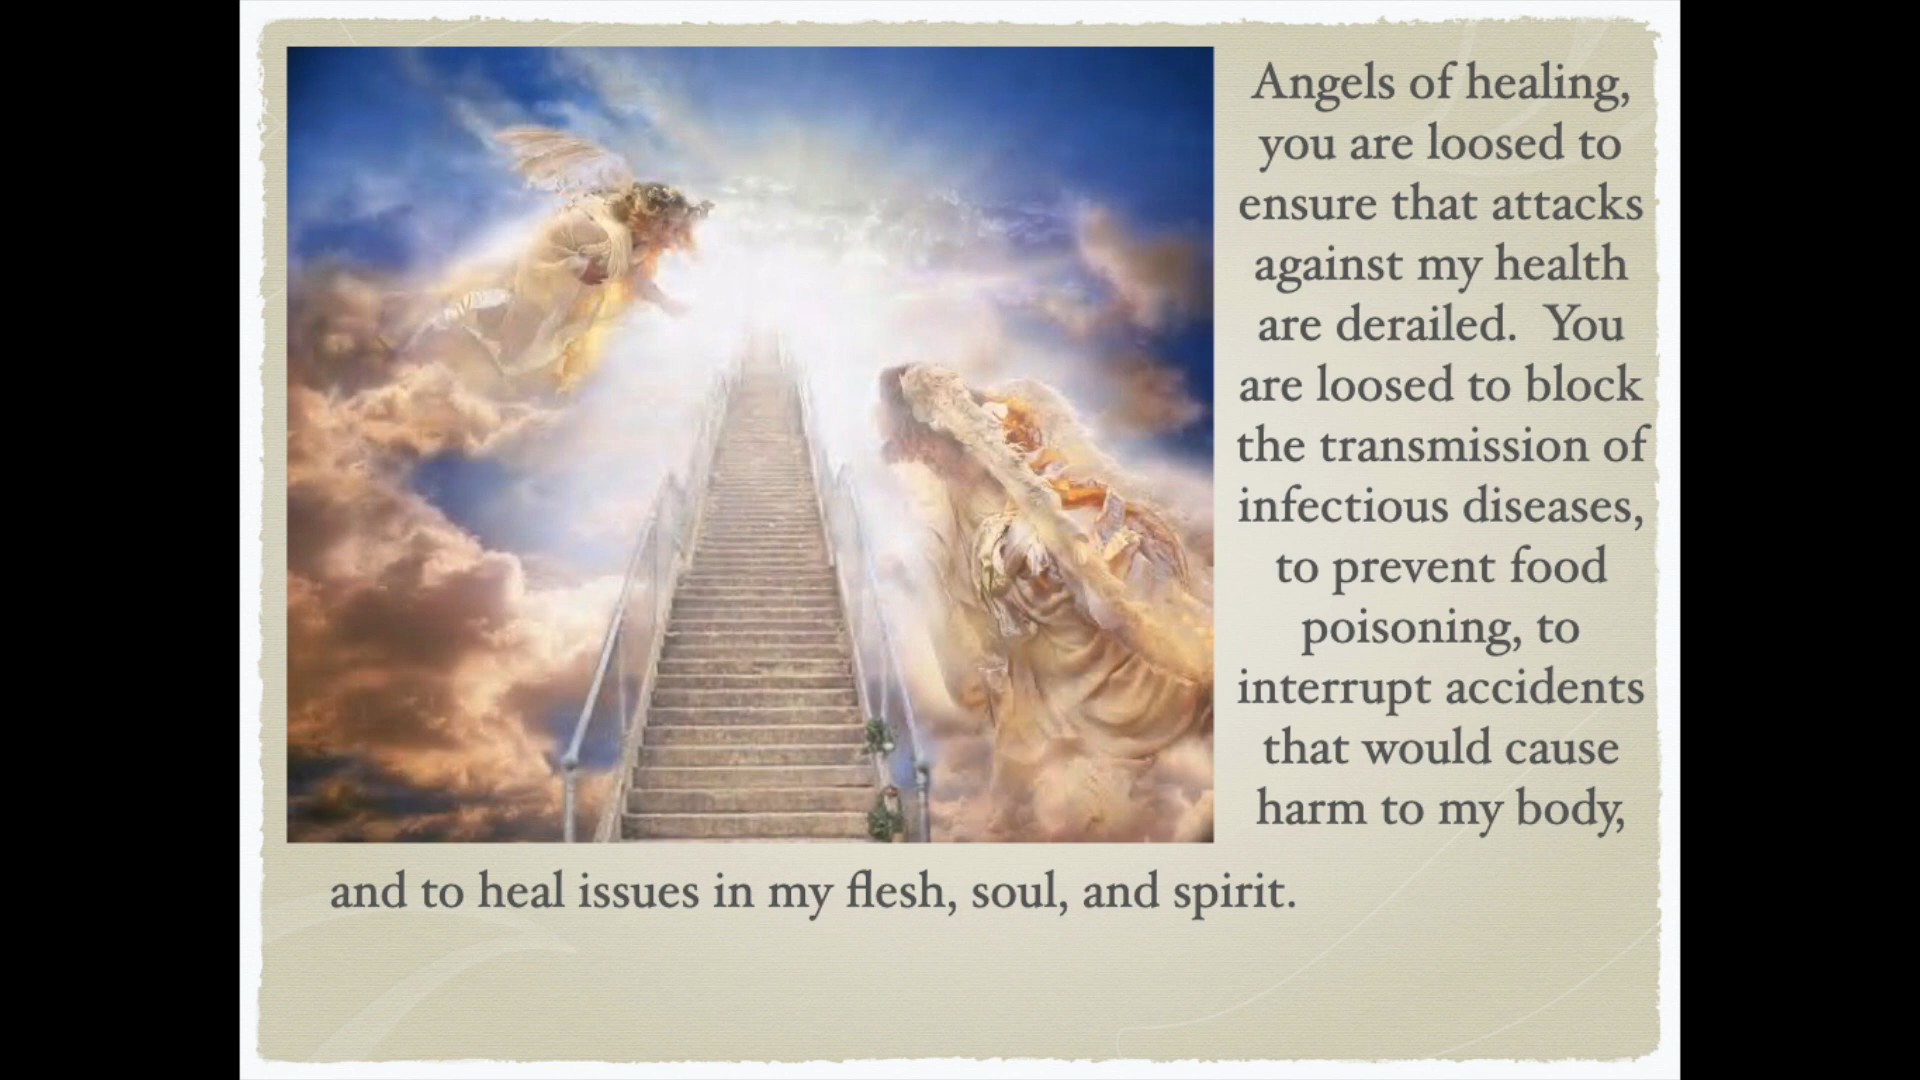 Angels of healing,
you are loosed to
ensure that attacks
against my health
are derailed.  You
are loosed to block
the transmission of
infectious diseases,
to prevent food
poisoning, to
interrupt accidents
that would cause
harm to my body,
and to heal issues in my flesh, soul, and spirit.